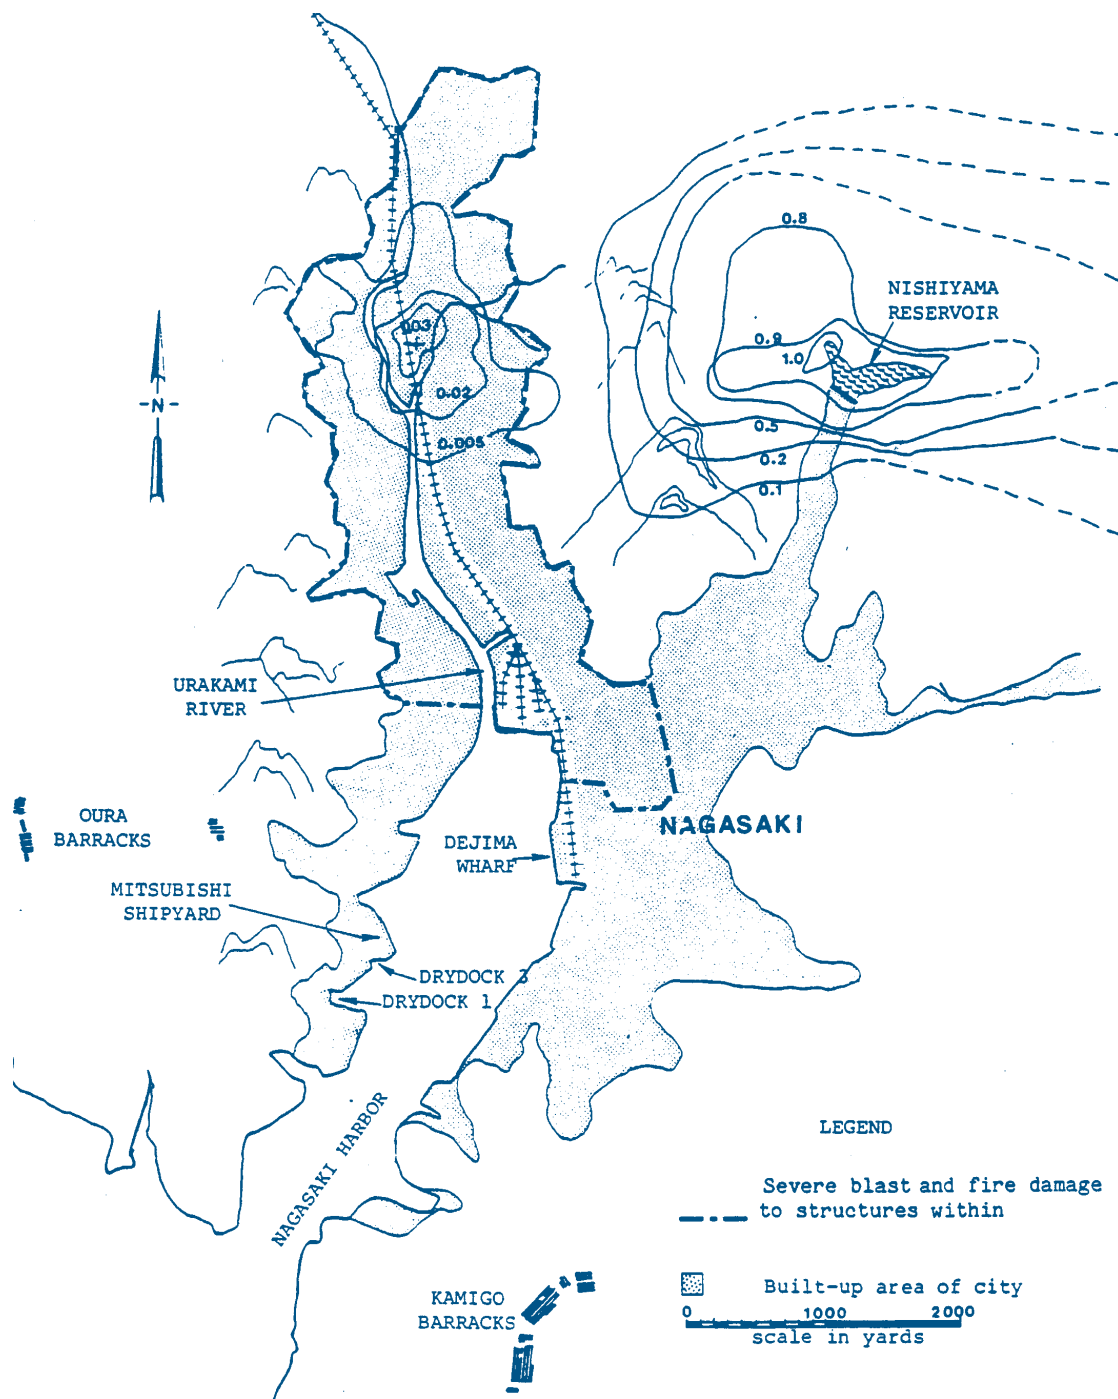 0.8
NISHIYAMA
RESERVOIR
0.9
1.0
0.03
0.02
0.005
0.5
0.2
0.1
N
URAKAMI
RIVER
OURA
BARRACKS
NAGASAKI
DEJIMA
WHARF
MITSUBISHI
SHIPYARD
DRYDOCK 3
DRYDOCK 1
NAGASAKI HARBOR
LEGEND
Severe blast and fire damage
to structures within
Built-up area of city
0 1000 2000
scale in yards
KAMIGO
BARRACKS